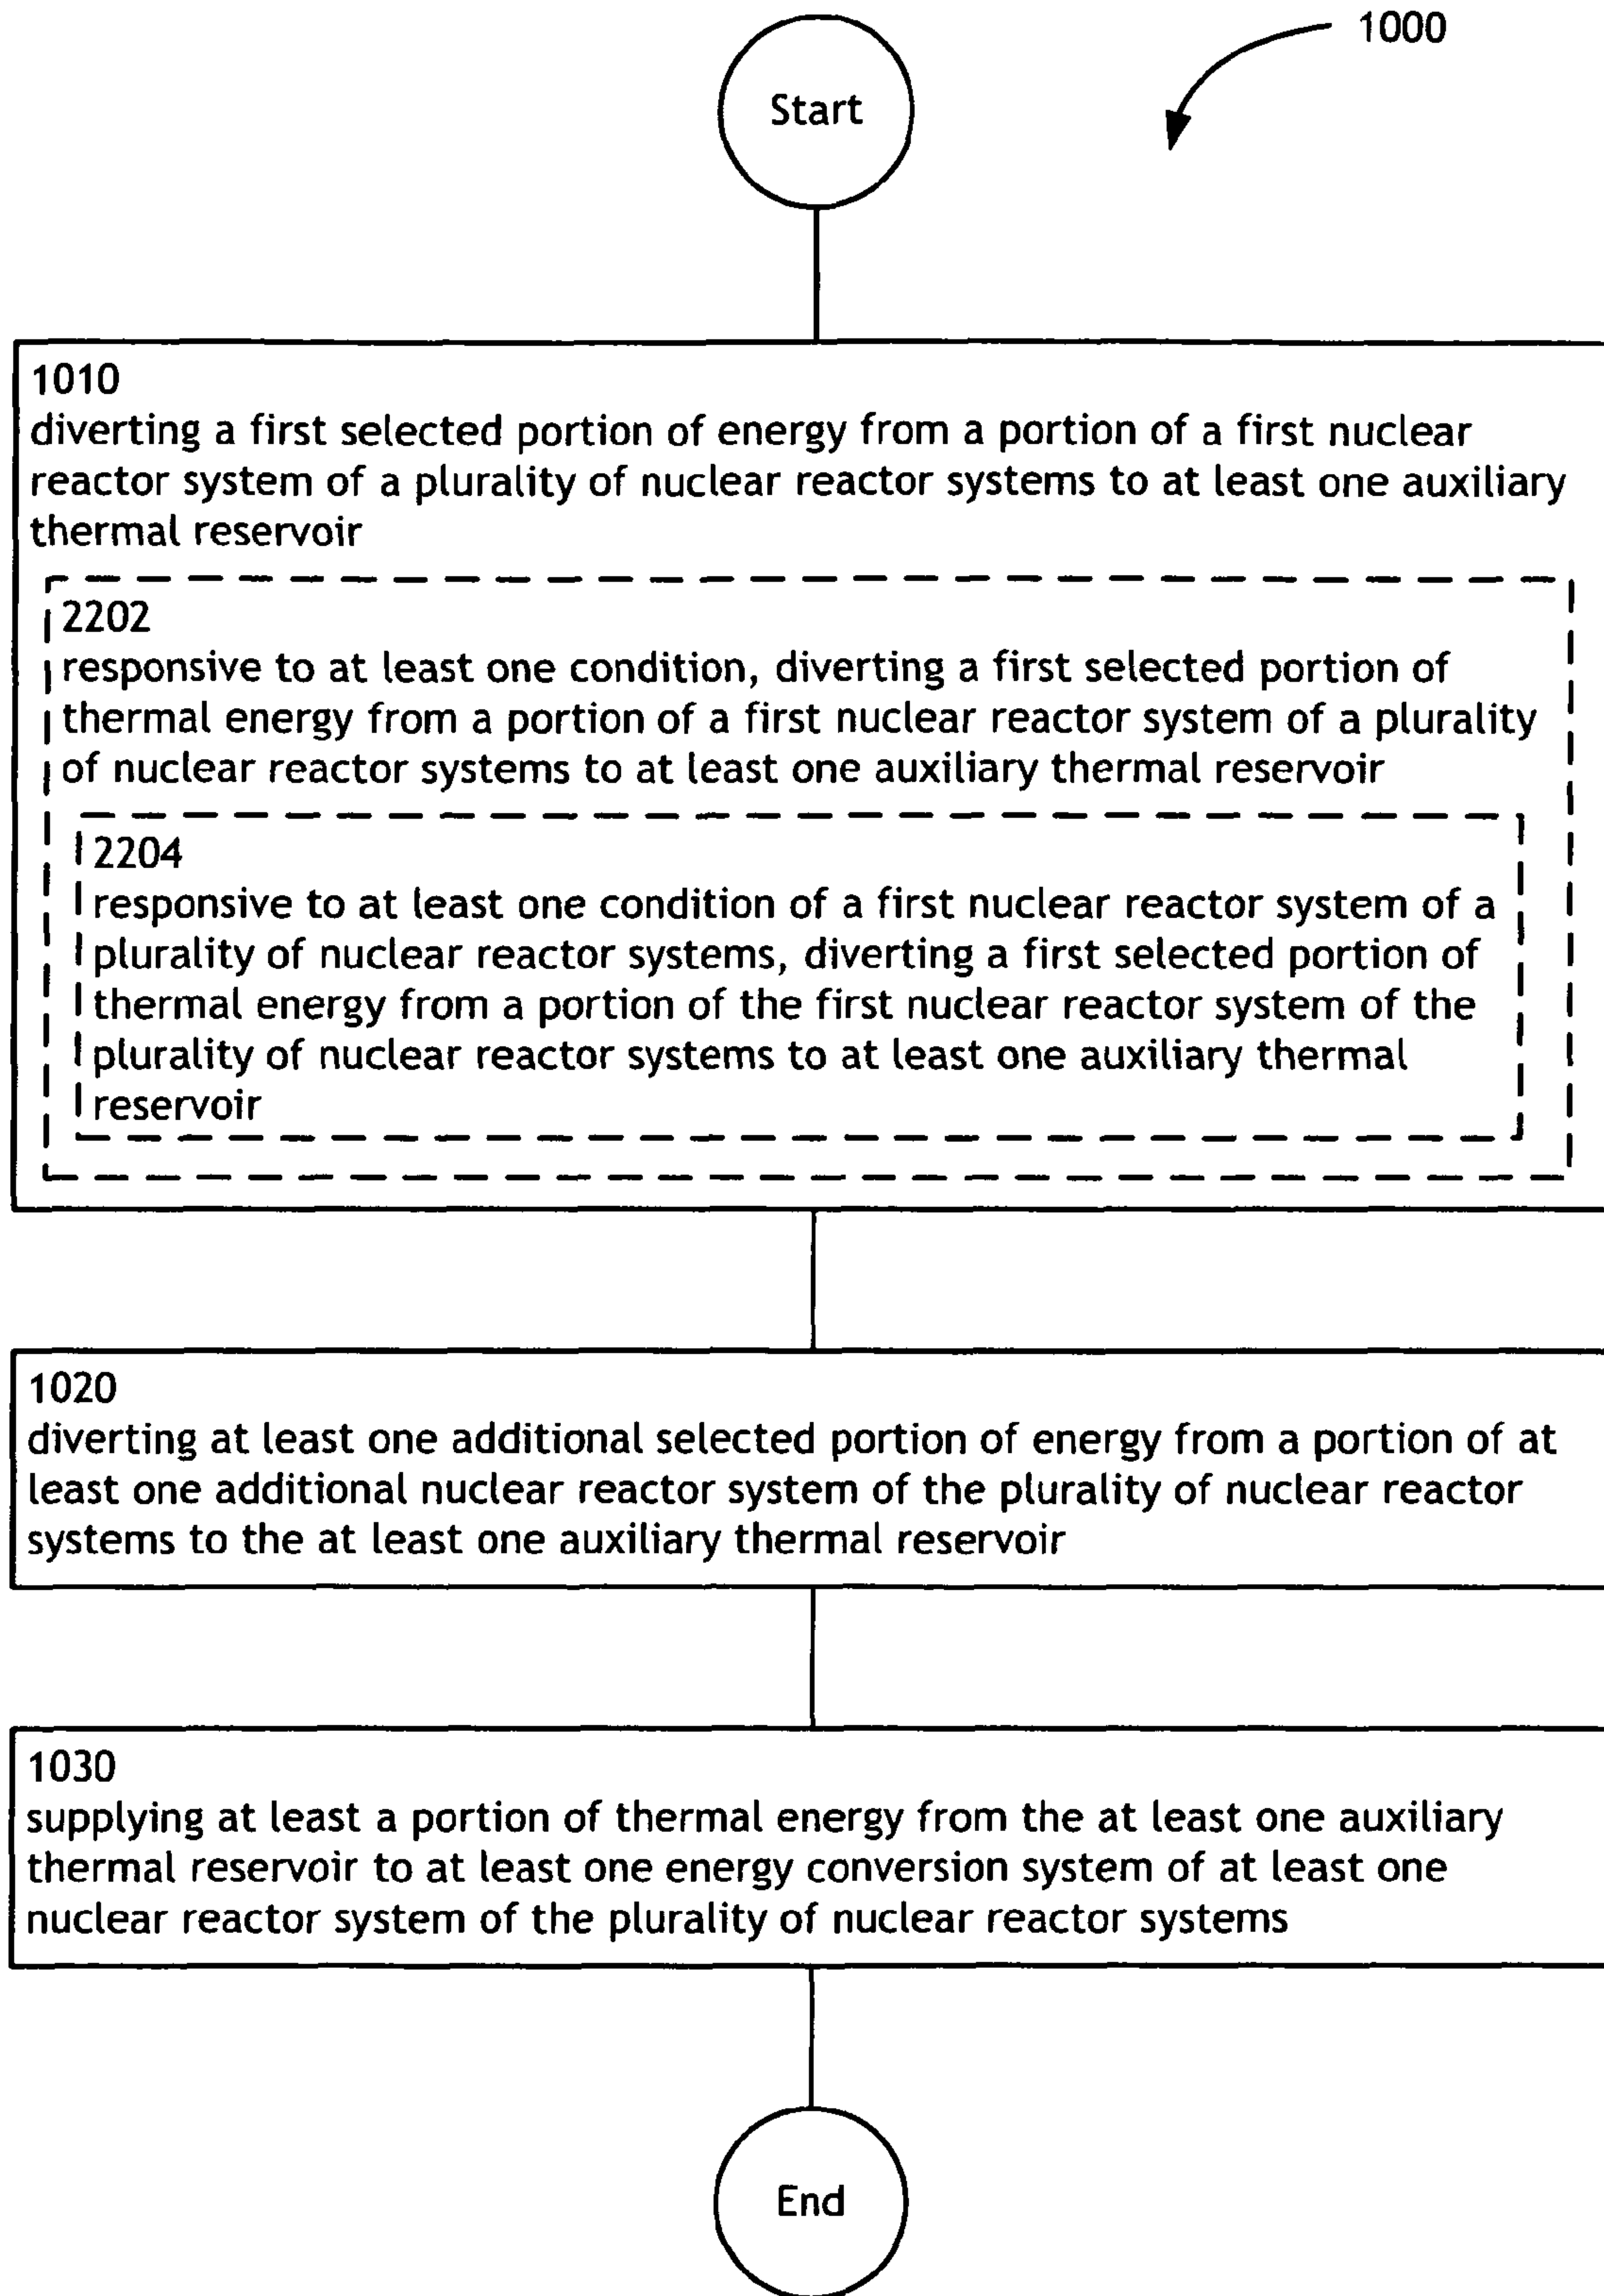 1000
Start
1010
diverting a first selected portion of energy from a portion of a first nuclear
reactor system of a plurality of nuclear reactor systems to at least one auxiliary
thermal reservoir
2202
responsive to at least one condition, diverting a first selected portion of
thermal energy from a portion of a first nuclear reactor system of a plurality
of nuclear reactor systems to at least one auxiliary thermal reservoir
2204
responsive to at least one condition of a first nuclear reactor system of a
plurality of nuclear reactor systems, diverting a first selected portion of
thermal energy from a portion of the first nuclear reactor system of the
plurality of nuclear reactor systems to at least one auxiliary thermal
reservoir
1020
diverting at least one additional selected portion of energy from a portion of at
least one additional nuclear reactor system of the plurality of nuclear reactor
systems to the at least one auxiliary thermal reservoir
1030
supplying at least a portion of thermal energy from the at least one auxiliary
thermal reservoir to at least one energy conversion system of at least one
nuclear reactor system of the plurality of nuclear reactor systems
End